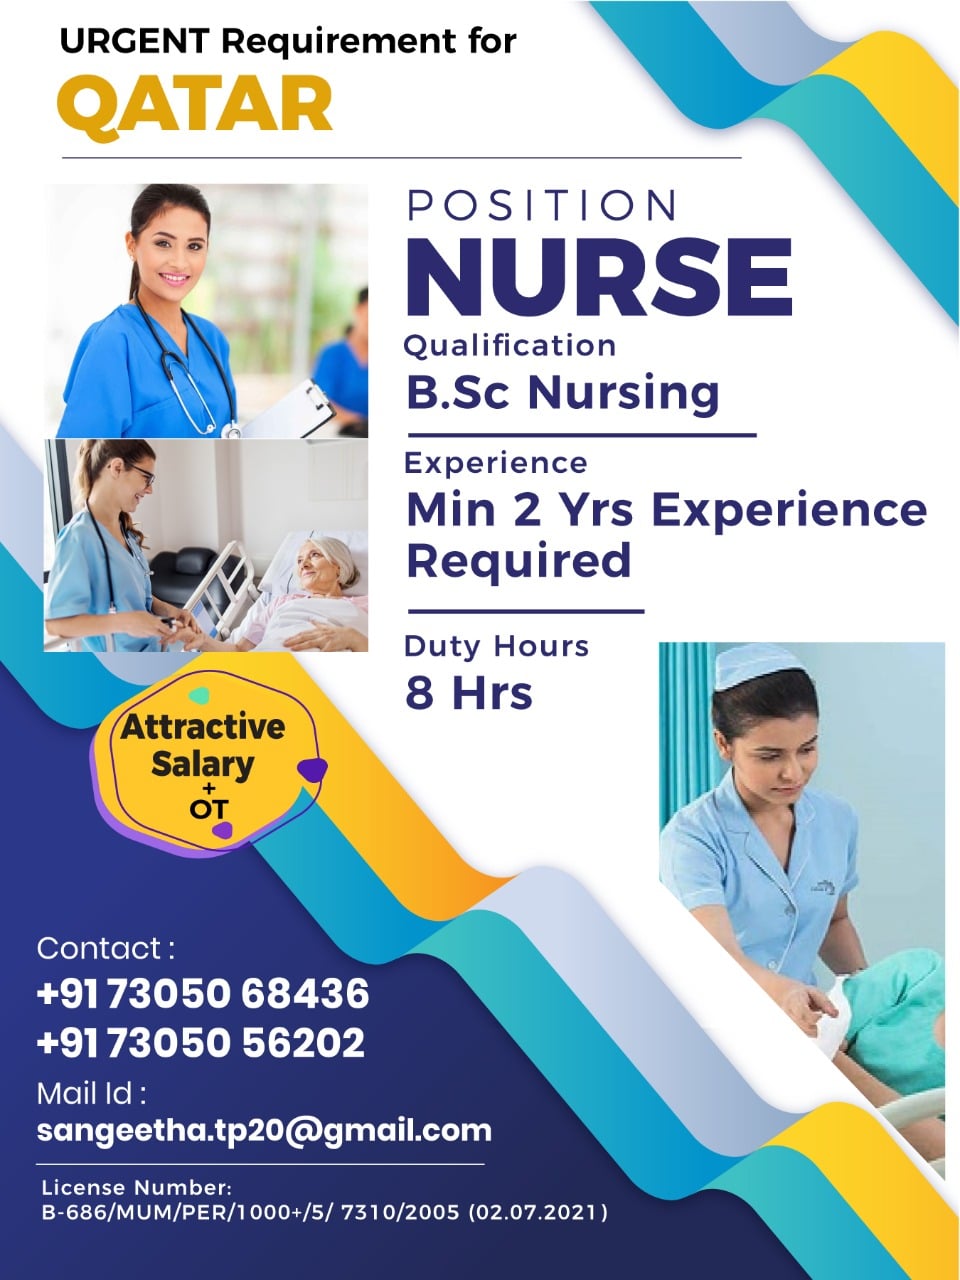 URGENT Requirement for
QATAR
POSITION
NURSE
Qualification
B.Sc Nursing
Experience
Min 2 Yrs Experience
Required
Duty Hours
8 Hrs
Attractive
Salary
+
OT
Contact :
+91 73050 68436
+91 73050 56202
Mail Id :
sangeetha.tp20@gmail.com
License Number:
B-686/MUM/PER/1000+/5/ 7310/2005 (02.07.2021)